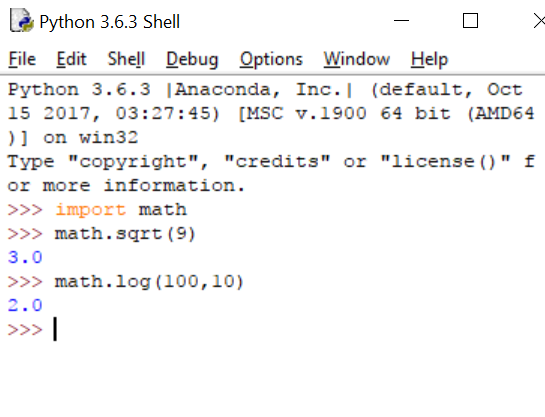 Python 3.6.3 Shell
File Edit Shell Debug Options Window Help
Python 3.6.3 |Anaconda, Inc.| (default, Oct
15 2017, 03:27:45) [MSC v.1900 64 bit (AMD64
)] on win32
Type "copyright", "credits" or "license()" f
or more information.
>>> import math
>>> math.sqrt(9)
3.0
>>> math.log(100,10)
2.0
>>>